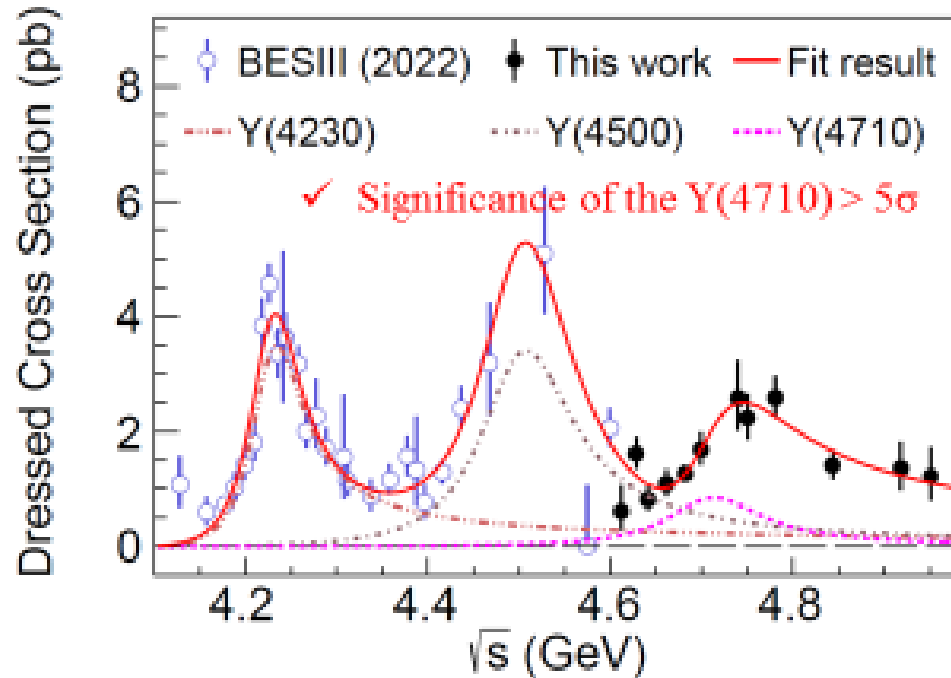 Dressed Cross Section (pb)
8
6
4
2
0
BESIII (2022) This work Fit result
Y(4230) Y(4500) Y(4710)
✓ Significance of the Y(4710) > 5σ
4.2 4.4 4.6 4.8
√s (GeV)